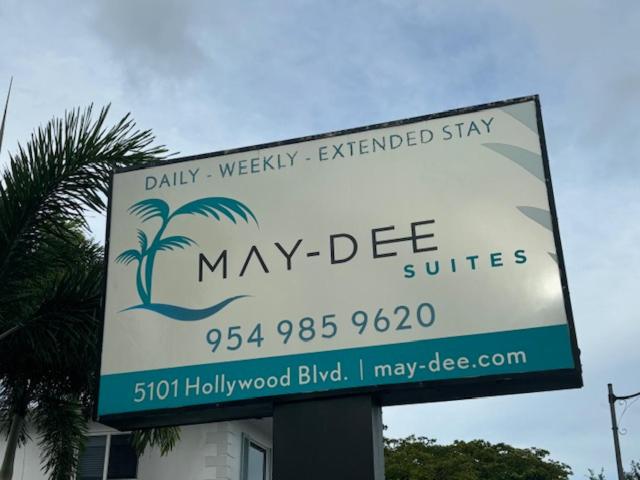 DAILY - WEEKLY - EXTENDED STAY
MAY-DEE
SUITES
954 985 9620
5101 Hollywood Blvd. | may-dee.com